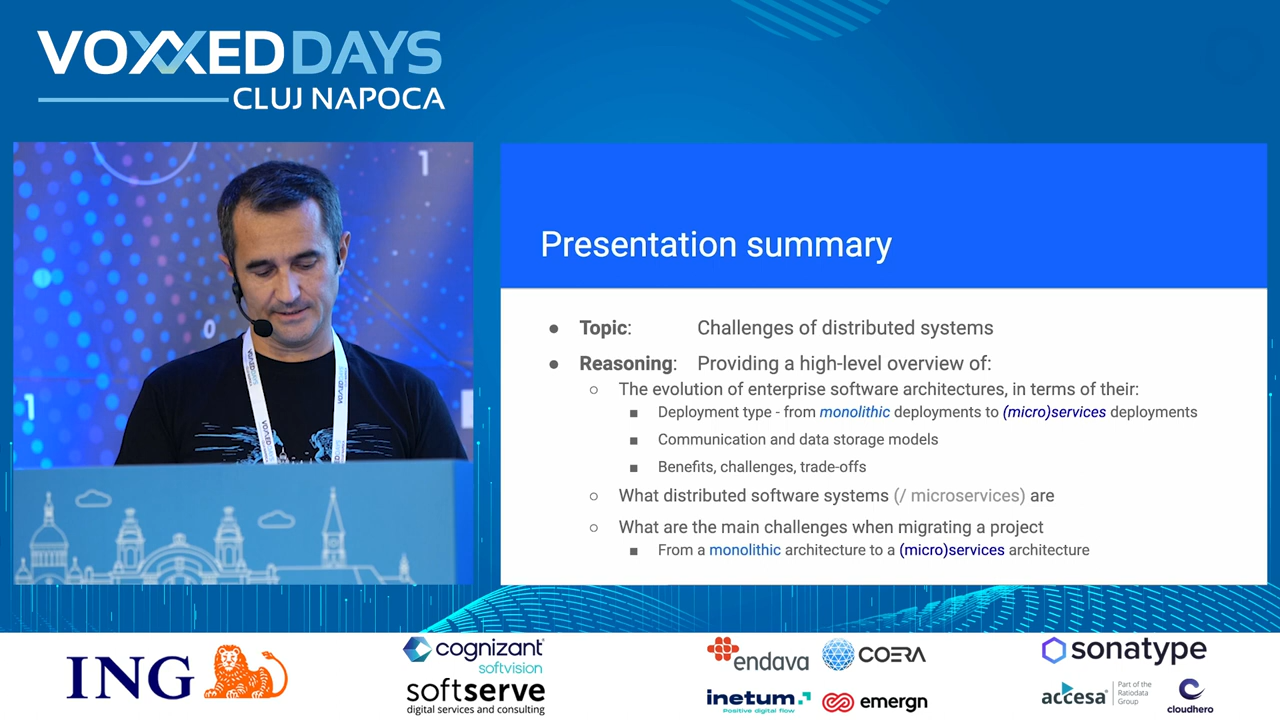 VOXXED DAYS
CLUJ NAPOCA
1
0
1
Presentation summary
● Topic: Challenges of distributed systems
● Reasoning: Providing a high-level overview of:
○ The evolution of enterprise software architectures, in terms of their:
■ Deployment type - from monolithic deployments to (micro)services deployments
■ Communication and data storage models
■ Benefits, challenges, trade-offs
○ What distributed software systems (/ microservices) are
○ What are the main challenges when migrating a project
■ From a monolithic architecture to a (micro)services architecture
ING
cognizant
softvision
softserve
digital services and consulting
endava
COERA
inetum.
Positive digital flow
emergn
sonatype
accesa
Part of the
Ratiodata
Group
cloudhero